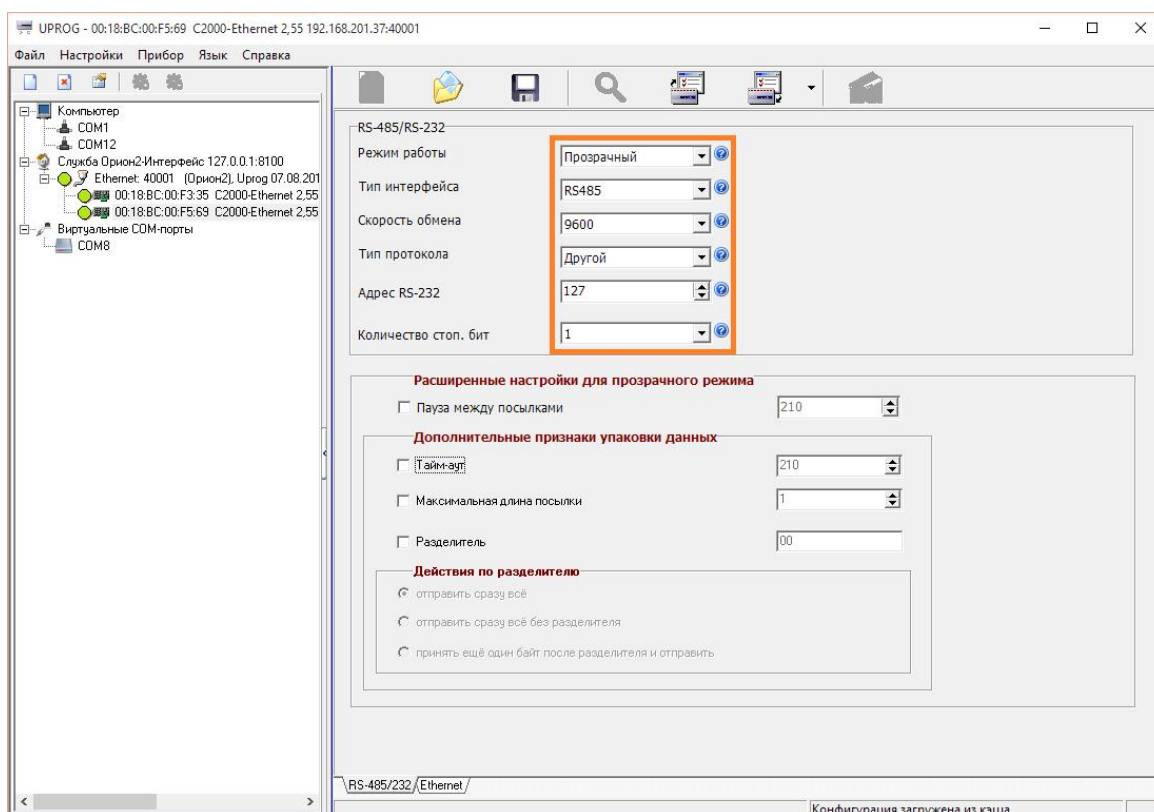 UPROG - 00:18:BC:00:F5:69 C2000-Ethernet 2,55 192.168.201.37:40001
Файл Настройки Прибор Язык Справка
Компьютер
COM1
COM12
Служба Орион2-Интерфейс 127.0.0.1:8100
Ethernet: 40001 (Орион2), Uprog 07.08.201
00:18:BC:00:F3:35 C2000-Ethernet 2,55
00:18:BC:00:F5:69 C2000-Ethernet 2,55
Виртуальные COM-порты
COM8
RS-485/RS-232
Режим работы Прозрачный
Тип интерфейса RS485
Скорость обмена 9600
Тип протокола Другой
Адрес RS-232 127
Количество стоп. бит 1
Расширенные настройки для прозрачного режима
Пауза между посылками 210
Дополнительные признаки упаковки данных
Тайм-аут 210
Максимальная длина посылки 1
Разделитель 00
Действия по разделителю
отправить сразу всё
отправить сразу всё без разделителя
принять ещё один байт после разделителя и отправить
RS-485/232 Ethernet
Конфигурация загружена из кэша